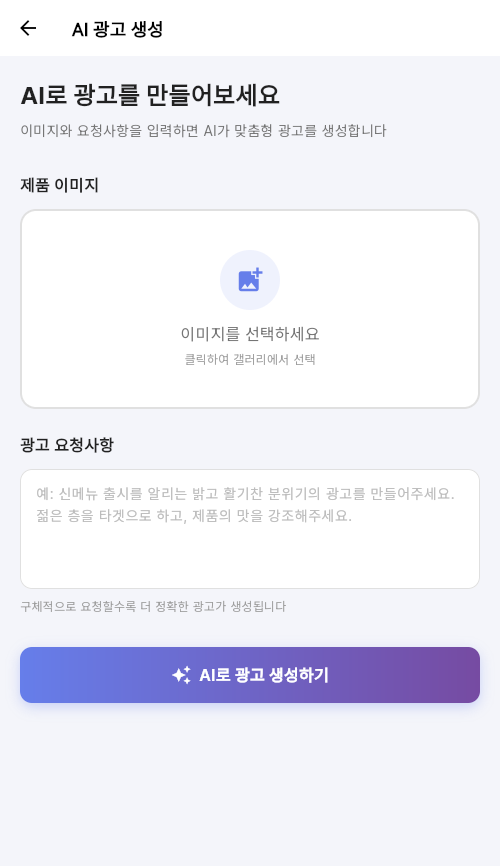 AI 광고 생성
AI로 광고를 만들어보세요
이미지와 요청사항을 입력하면 AI가 맞춤형 광고를 생성합니다
제품 이미지
이미지를 선택하세요
클릭하여 갤러리에서 선택
광고 요청사항
예: 신메뉴 출시를 알리는 밝고 활기찬 분위기의 광고를 만들어주세요.
젊은 층을 타겟으로 하고, 제품의 맛을 강조해주세요.
구체적으로 요청할수록 더 정확한 광고가 생성됩니다
AI로 광고 생성하기